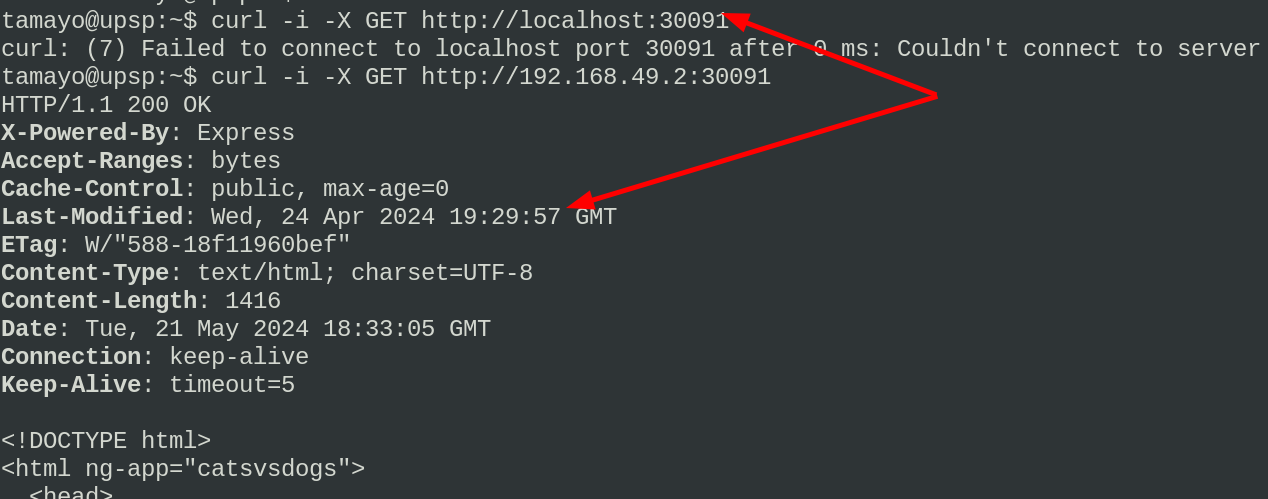 tamayo@upsp:~$ curl -i -X GET http://localhost:30091
curl: (7) Failed to connect to localhost port 30091 after 0 ms: Couldn't connect to server
tamayo@upsp:~$ curl -i -X GET http://192.168.49.2:30091
HTTP/1.1 200 OK
X-Powered-By: Express
Accept-Ranges: bytes
Cache-Control: public, max-age=0
Last-Modified: Wed, 24 Apr 2024 19:29:57 GMT
ETag: W/"588-18f11960bef"
Content-Type: text/html; charset=UTF-8
Content-Length: 1416
Date: Tue, 21 May 2024 18:33:05 GMT
Connection: keep-alive
Keep-Alive: timeout=5

<!DOCTYPE html>
<html ng-app="catsvsdogs">
  <head>